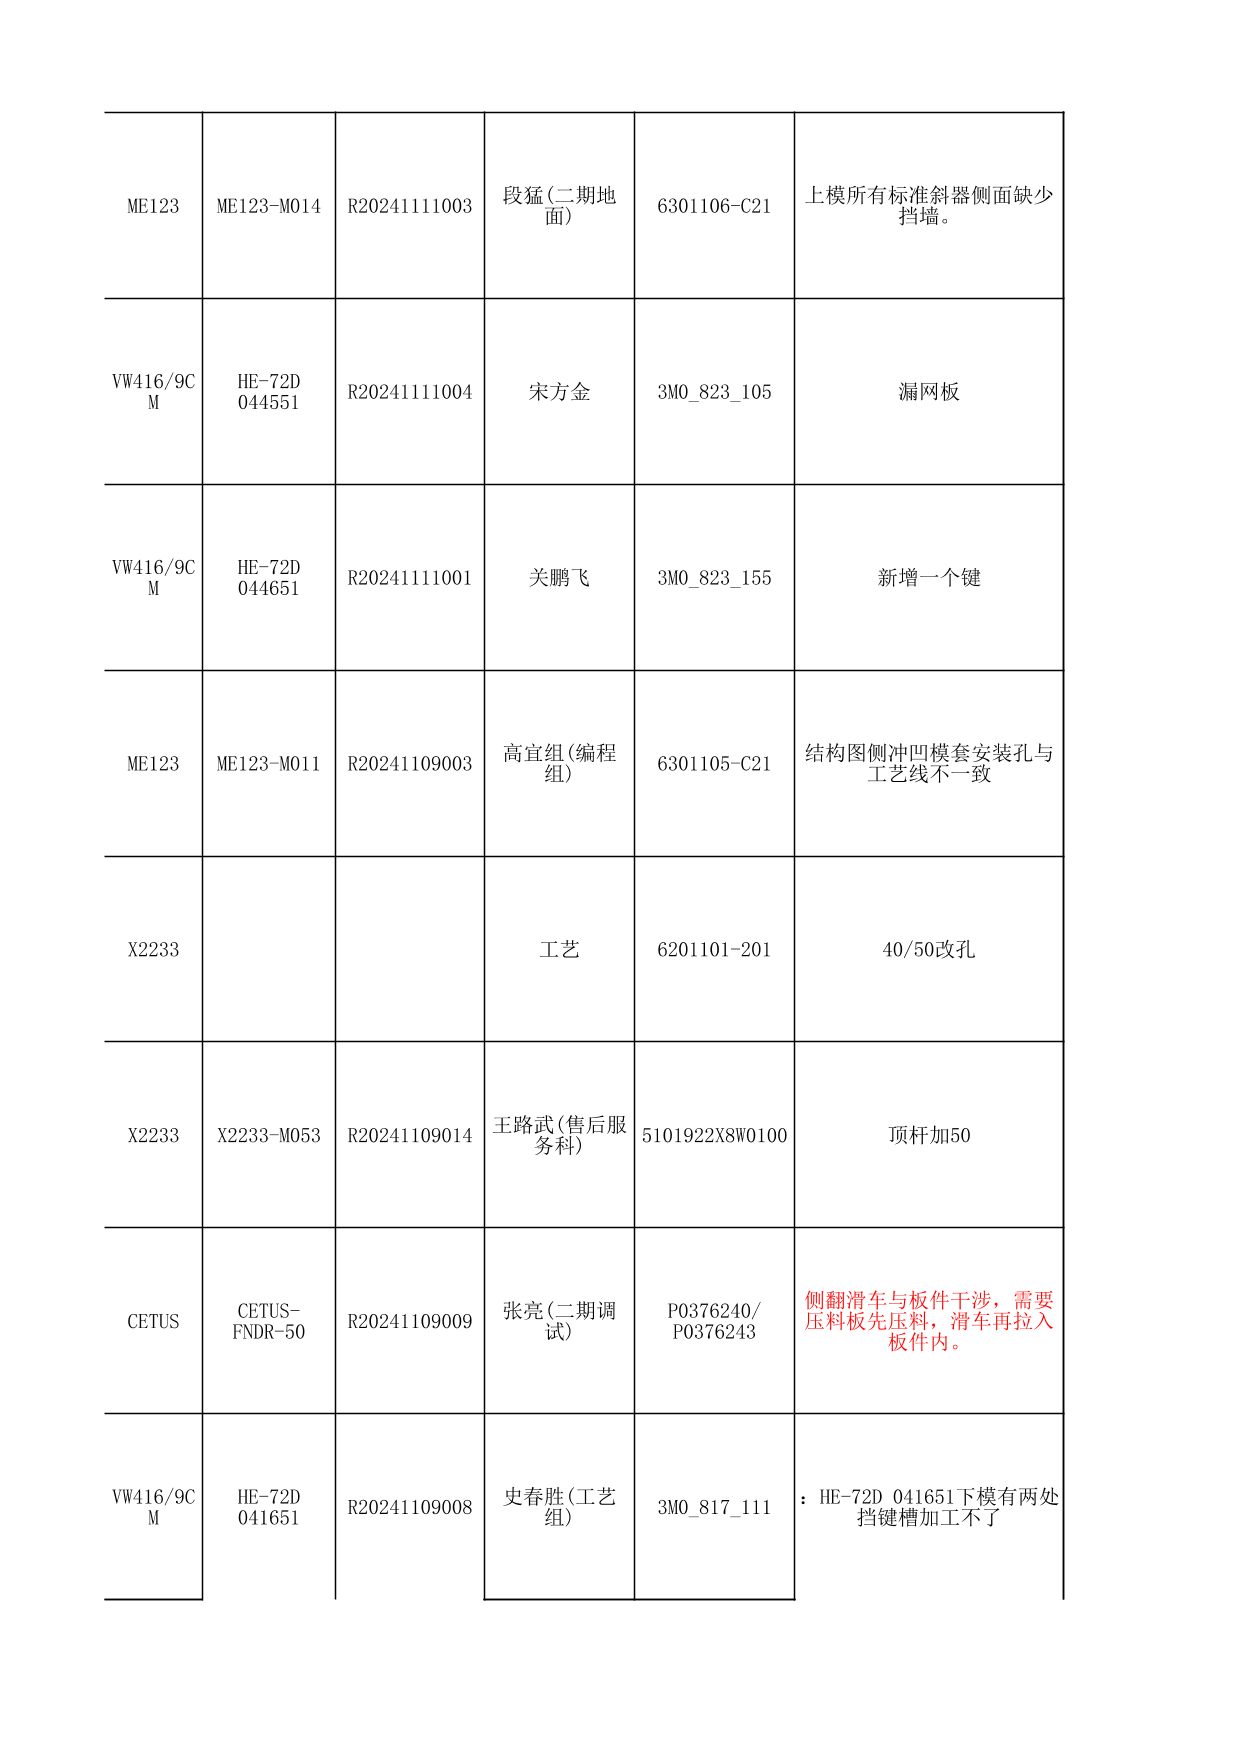 ME123 ME123-M014 R20241111003 段猛(二期地 6301106-C21 上模所有标准斜器侧面缺少
面) 挡墙。
VW416/9C HE-72D R20241111004 宋方金 3M0_823_105 漏网板
M 044551
VW416/9C HE-72D R20241111001 关鹏飞 3M0_823_155 新增一个键
M 044651
ME123 ME123-M011 R20241109003 高宜组(编程 6301105-C21 结构图侧冲凹模套安装孔与
组) 工艺线不一致
X2233 工艺 6201101-201 40/50改孔
X2233 X2233-M053 R20241109014 王路武(售后服 5101922X8W0100 顶杆加50
务科)
CETUS CETUS- R20241109009 张亮(二期调 P0376240/ 侧翻滑车与板件干涉，需要
FNDR-50 试) P0376243 压料板先压料，滑车再拉入
板件内。
VW416/9C HE-72D R20241109008 史春胜(工艺 3M0_817_111 ：HE-72D 041651下模有两处
M 041651 组) 挡键槽加工不了